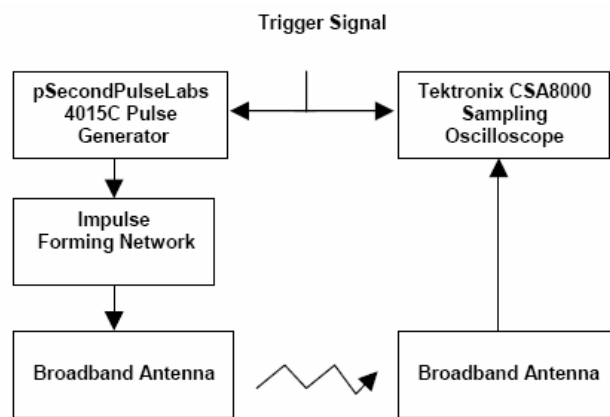 Trigger Signal
pSecondPulseLabs
4015C Pulse
Generator
Tektronix CSA8000
Sampling
Oscilloscope
Impulse
Forming Network
Broadband Antenna
Broadband Antenna